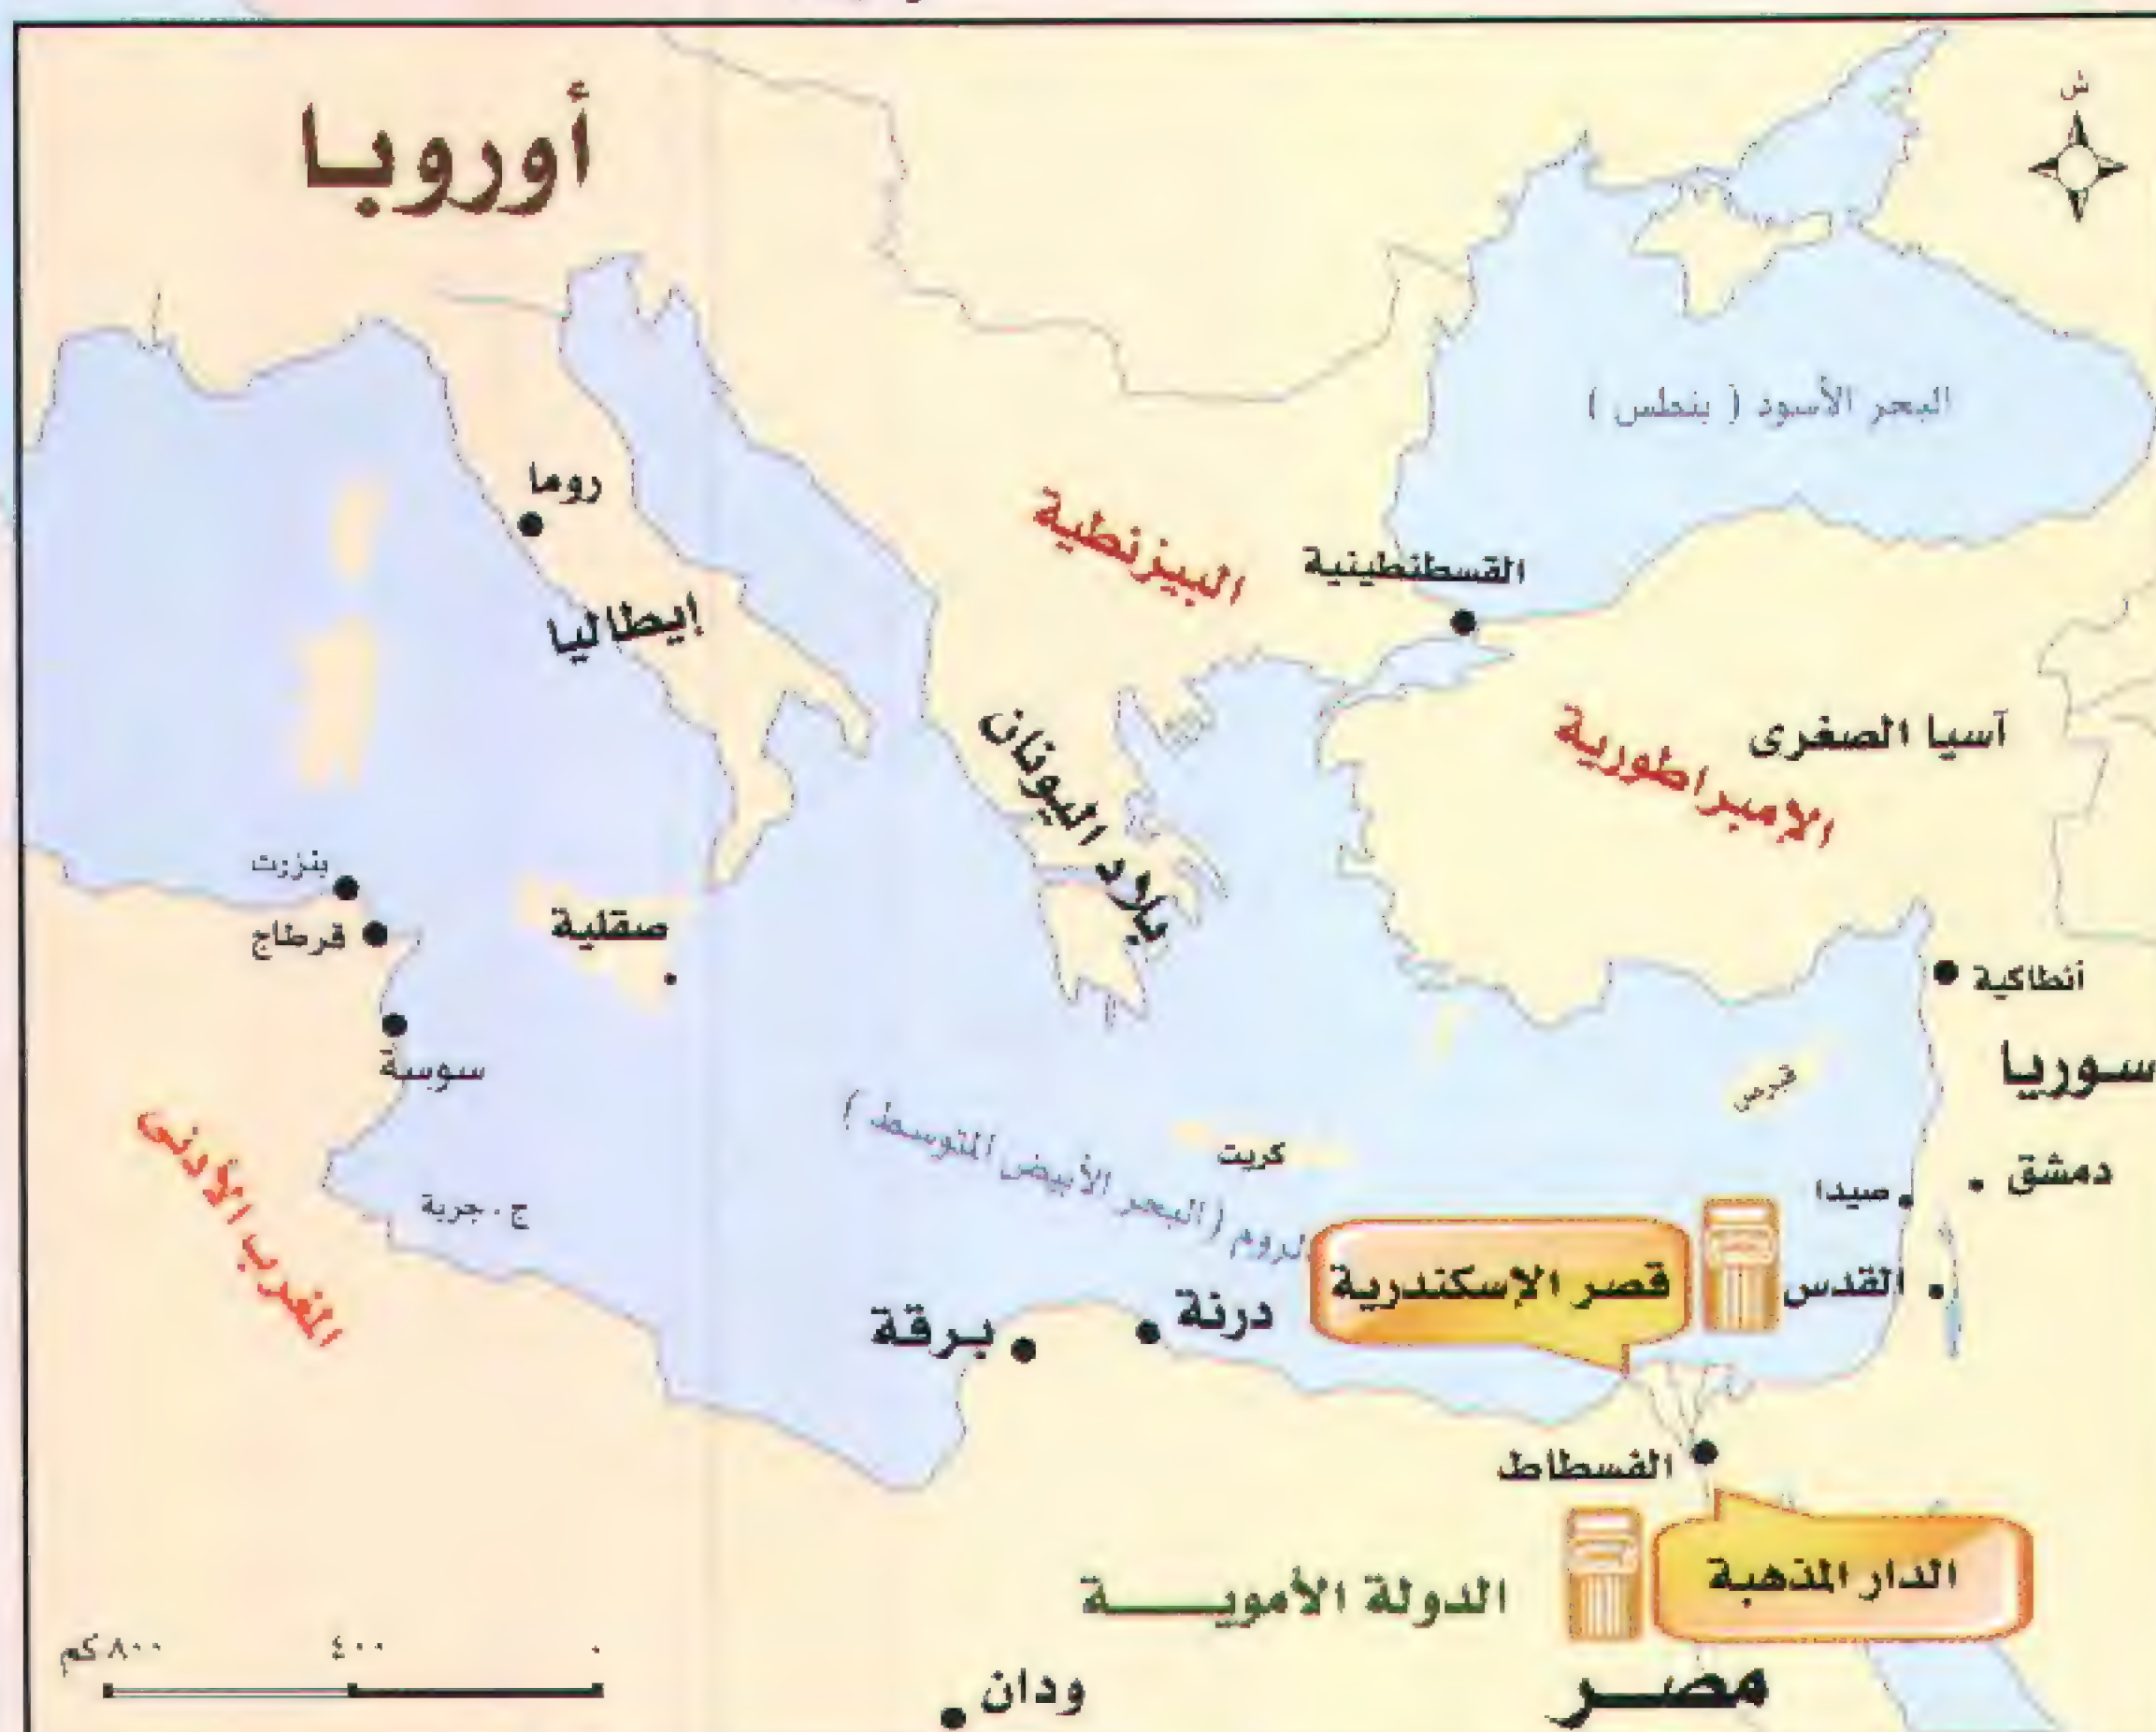 ش
أوروبا
البحر الأسود ( بنطس )
روما
البيزنطية
القسطنطينية
إيطاليا
آسيا الصغرى
الإمبراطورية
بلاد اليونان
بنزرت
قرطاج
صقلية
أنطاكية
سوسة
سوريا
قبرص
المغرب الأدنى
كريت
الروم ( البحر الأبيض المتوسط )
دمشق
صيدا
ج . جربة
قصر الإسكندرية
القدس
درنة
برقة
الفسطاط
الدار المذهبة
الدولة الأمويـــــة
٠ ٤٠٠ ٨٠٠ كم
مصـــر
ودان